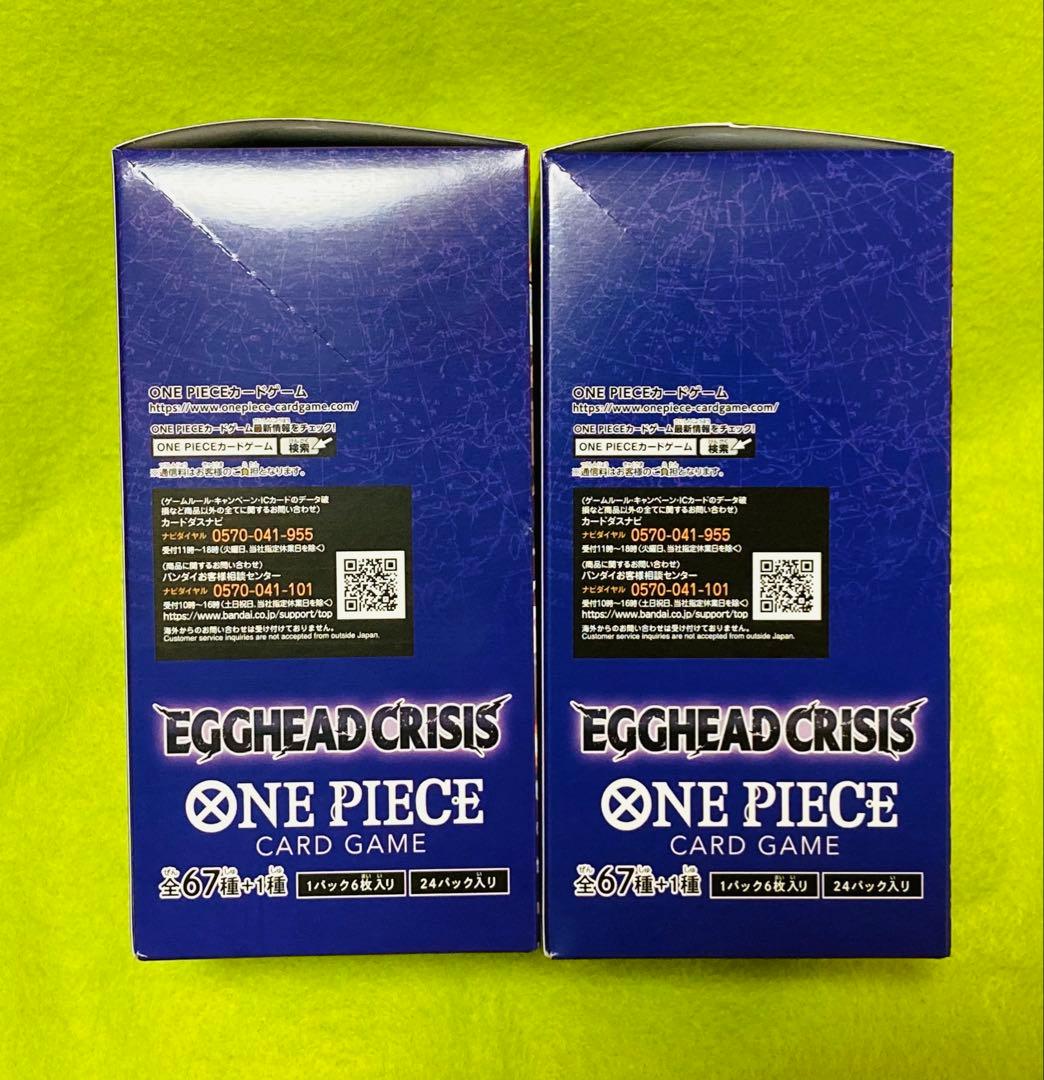 ONE PIECEカードゲーム
https://www.onepiece-cardgame.com/
ONE PIECEカードゲーム最新情報をチェック!
ONE PIECEカードゲーム 検索
※通信料はお客様のご負担となります。
〈ゲームルール・キャンペーン・ICカードのデータ破
損など商品以外の全てに関するお問い合わせ〉
カードダスナビ
ナビダイヤル 0570-041-955
受付11時〜18時〈火曜日、当社指定休業日を除く〉
〈商品に関するお問い合わせ〉
バンダイお客様相談センター
ナビダイヤル 0570-041-101
受付10時〜16時〈土日祝日、当社指定休業日を除く〉
https://www.bandai.co.jp/support/top
海外からのお問い合わせは受け付けておりません。
Customer service inquiries are not accepted from outside Japan.
EGGHEAD CRISIS
ONE PIECE
CARD GAME
全67種+1種 1パック6枚入り 24パック入り
ONE PIECEカードゲーム
https://www.onepiece-cardgame.com/
ONE PIECEカードゲーム最新情報をチェック!
ONE PIECEカードゲーム 検索
※通信料はお客様のご負担となります。
〈ゲームルール・キャンペーン・ICカードのデータ破
損など商品以外の全てに関するお問い合わせ〉
カードダスナビ
ナビダイヤル 0570-041-955
受付11時〜18時〈火曜日、当社指定休業日を除く〉
〈商品に関するお問い合わせ〉
バンダイお客様相談センター
ナビダイヤル 0570-041-101
受付10時〜16時〈土日祝日、当社指定休業日を除く〉
https://www.bandai.co.jp/support/top
海外からのお問い合わせは受け付けておりません。
Customer service inquiries are not accepted from outside Japan.
EGGHEAD CRISIS
ONE PIECE
CARD GAME
全67種+1種 1パック6枚入り 24パック入り